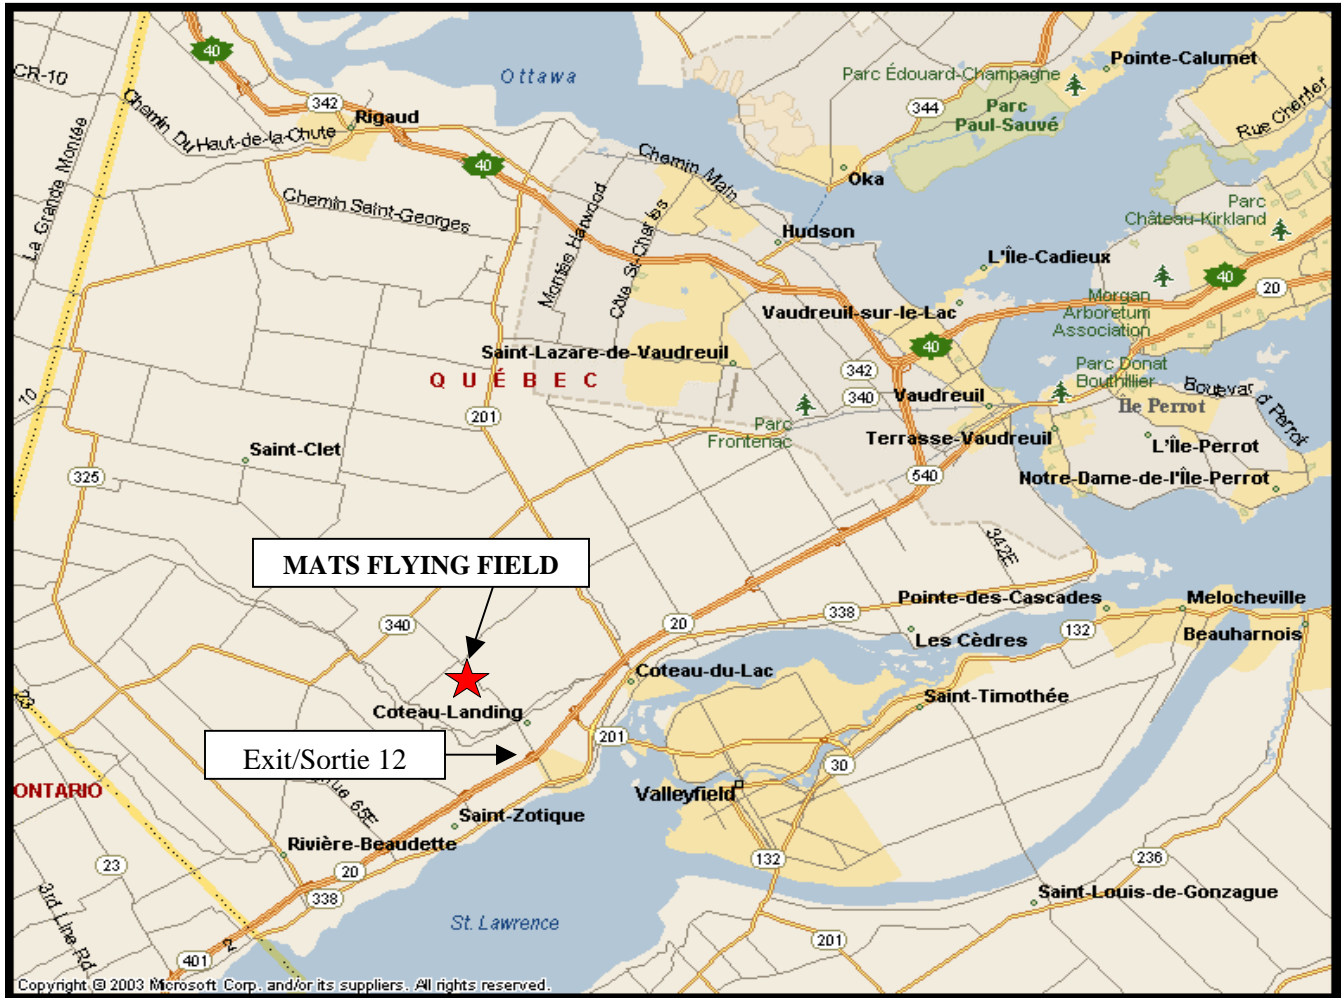 40
Ottawa
Pointe-Calumet
CR-10
Parc Édouard-Champagne
342
344
Parc
Paul-Sauvé
Rue Cherrier
Chemin Du Haut-de-la-Chute
Rigaud
La Grande Montée
40
Chemin Main
Oka
Chemin Saint-Georges
Montée Harwood
Côte St-Charles
Parc
Château-Kirkland
Hudson
L'Île-Cadieux
40
20
Morgan
Arboretum
Association
Vaudreuil-sur-le-Lac
40
Saint-Lazare-de-Vaudreuil
QUÉBEC
342
340
Parc Donat
Bouthillier
Boulevard Perrot
Île Perrot
Vaudreuil
10
201
Parc
Frontenac
Terrasse-Vaudreuil
L'Île-Perrot
Saint-Clet
325
540
Notre-Dame-de-l'Île-Perrot
342E
MATS FLYING FIELD
340
20
338
Pointe-des-Cascades
Melocheville
132
Beauharnois
Les Cèdres
Coteau-du-Lac
Saint-Timothée
23
Coteau-Landing
201
Exit/Sortie 12
30
ONTARIO
Valleyfield
rue 65E
Saint-Zotique
Rivière-Beaudette
23
20
132
236
338
3rd Line Rd
Saint-Louis-de-Gonzague
St. Lawrence
2
201
401
Copyright © 2003 Microsoft Corp. and/or its suppliers. All rights reserved.